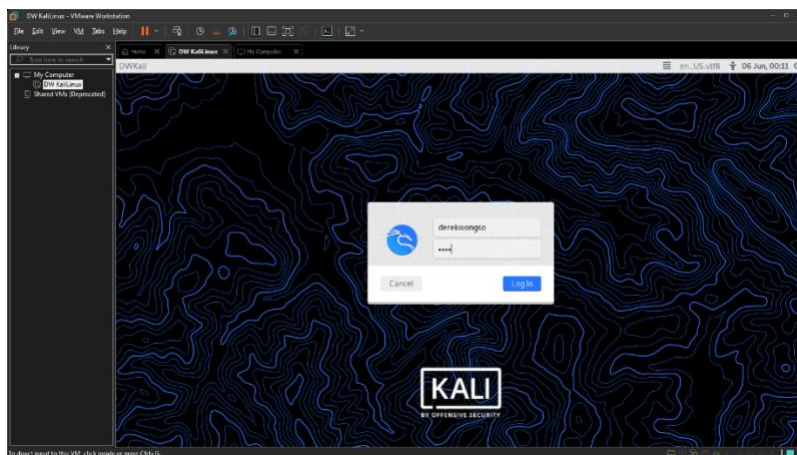 DW KaliLinux - VMware Workstation
File Edit View VM Tabs Help
Library
Type here to search
My Computer
DW KaliLinux
Shared VMs (Deprecated)
Home
DW KaliLinux
My Computer
DWKali
en_US.utf8
06 Jun, 00:11
derekwongso
••••
Cancel
Log In
KALI
BY OFFENSIVE SECURITY
To direct input to this VM, click inside or press Ctrl+G.